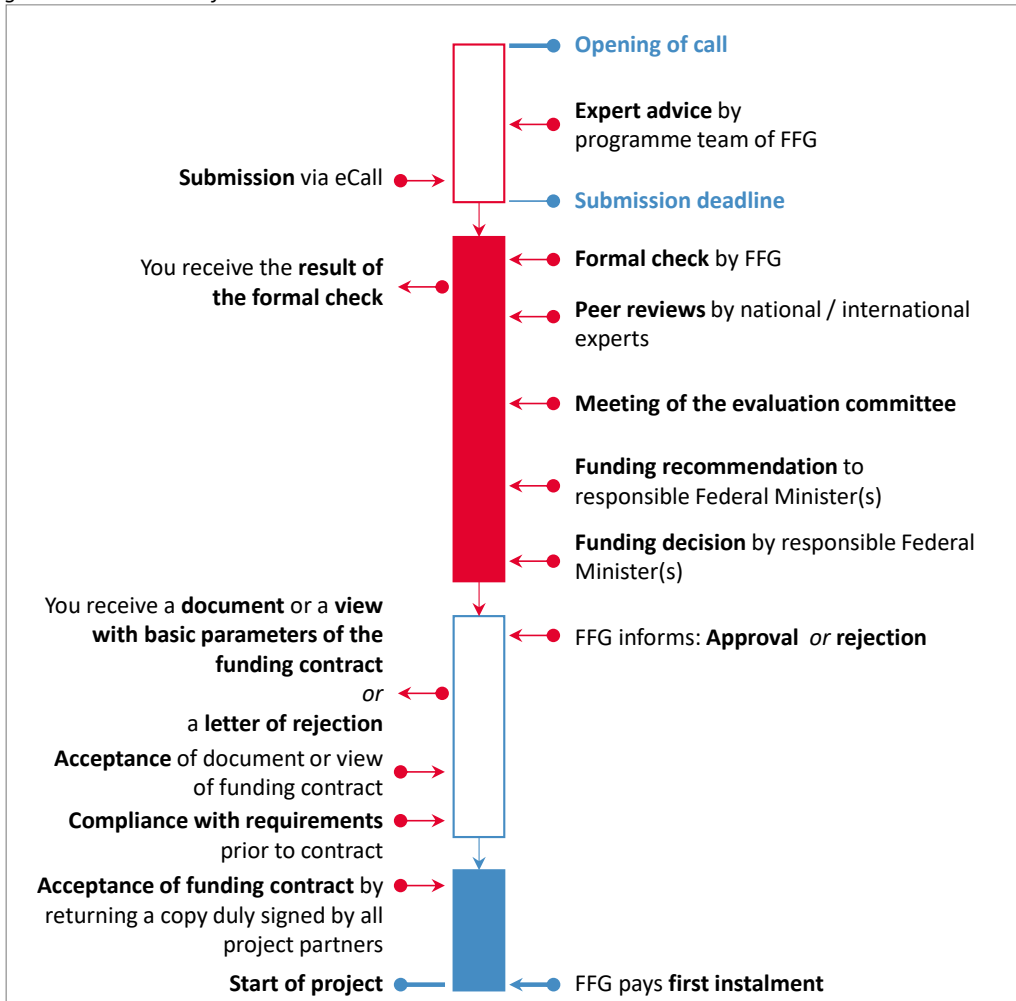 Opening of call
Expert advice by
programme team of FFG
Submission via eCall
Submission deadline
Formal check by FFG
You receive the result of
the formal check
Peer reviews by national / international
experts
Meeting of the evaluation committee
Funding recommendation to
responsible Federal Minister(s)
Funding decision by responsible Federal
Minister(s)
You receive a document or a view
with basic parameters of the
funding contract
or
a letter of rejection
FFG informs: Approval or rejection
Acceptance of document or view
of funding contract
Compliance with requirements
prior to contract
Acceptance of funding contract by
returning a copy duly signed by all
project partners
Start of project
FFG pays first instalment